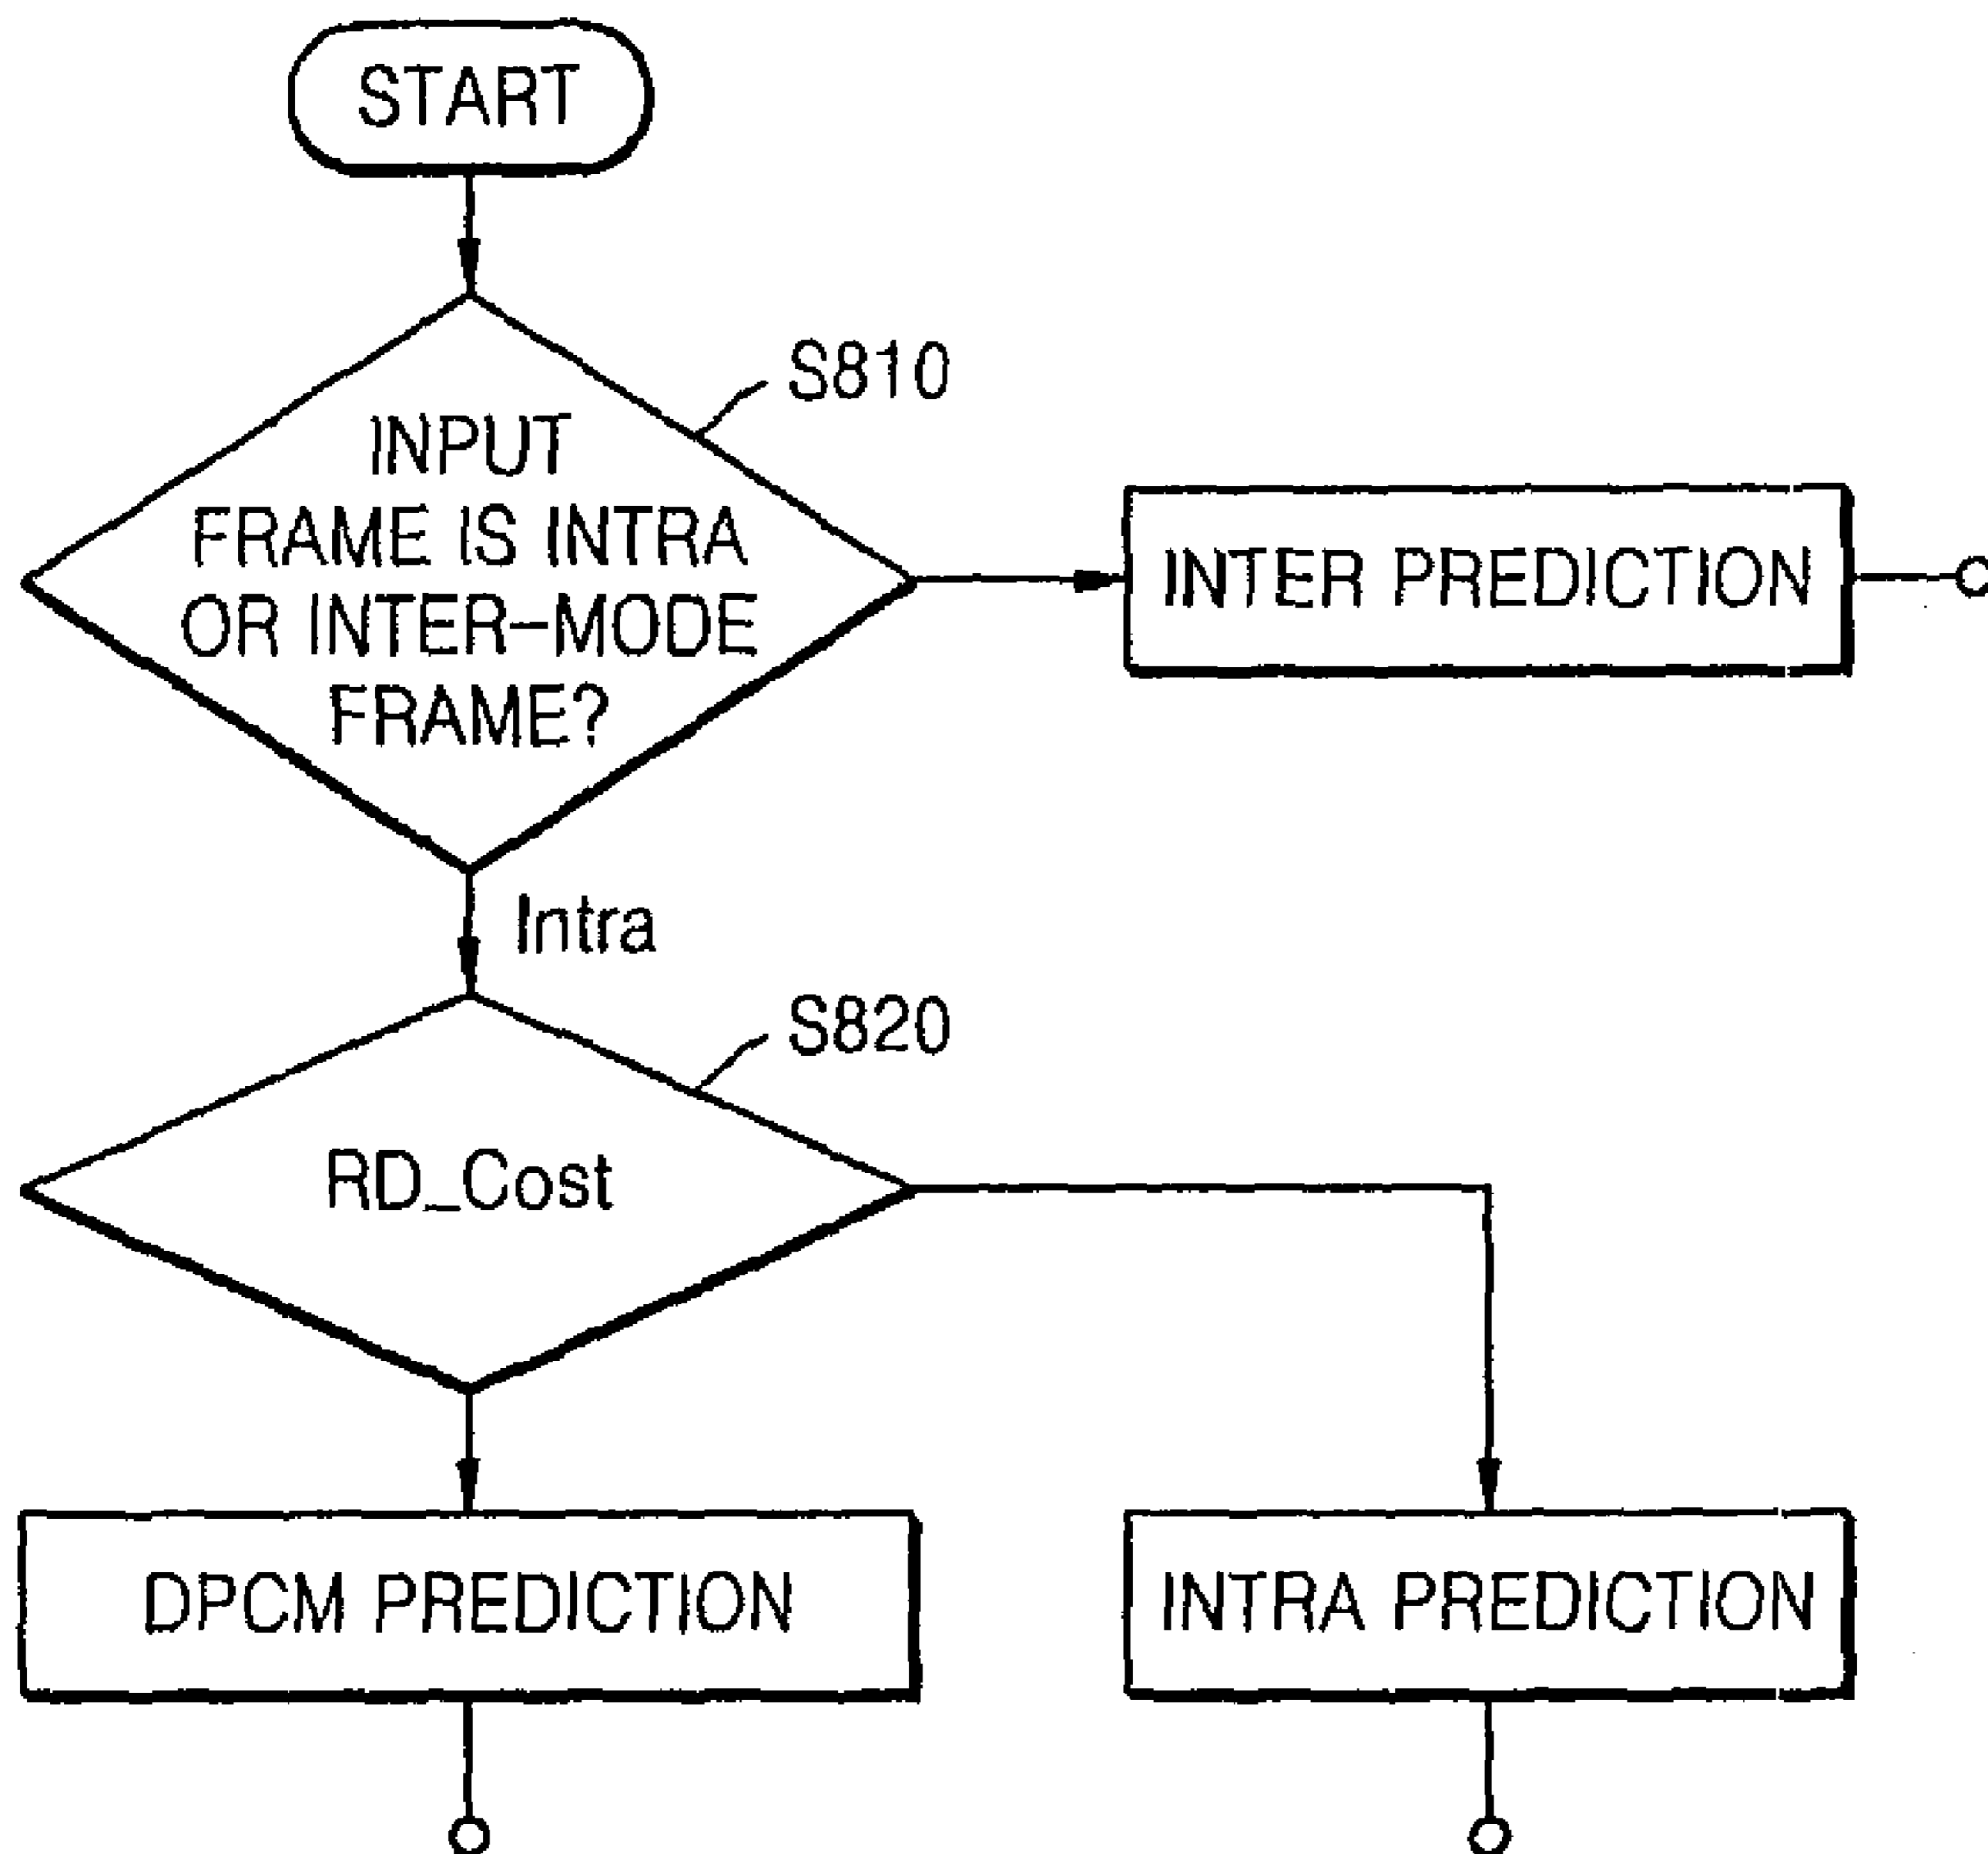 START
S810
INPUT
FRAME IS INTRA
OR INTER-MODE
FRAME?
INTER PREDICTION
Intra
S820
RD_Cost
DPCM PREDICTION
INTRA PREDICTION